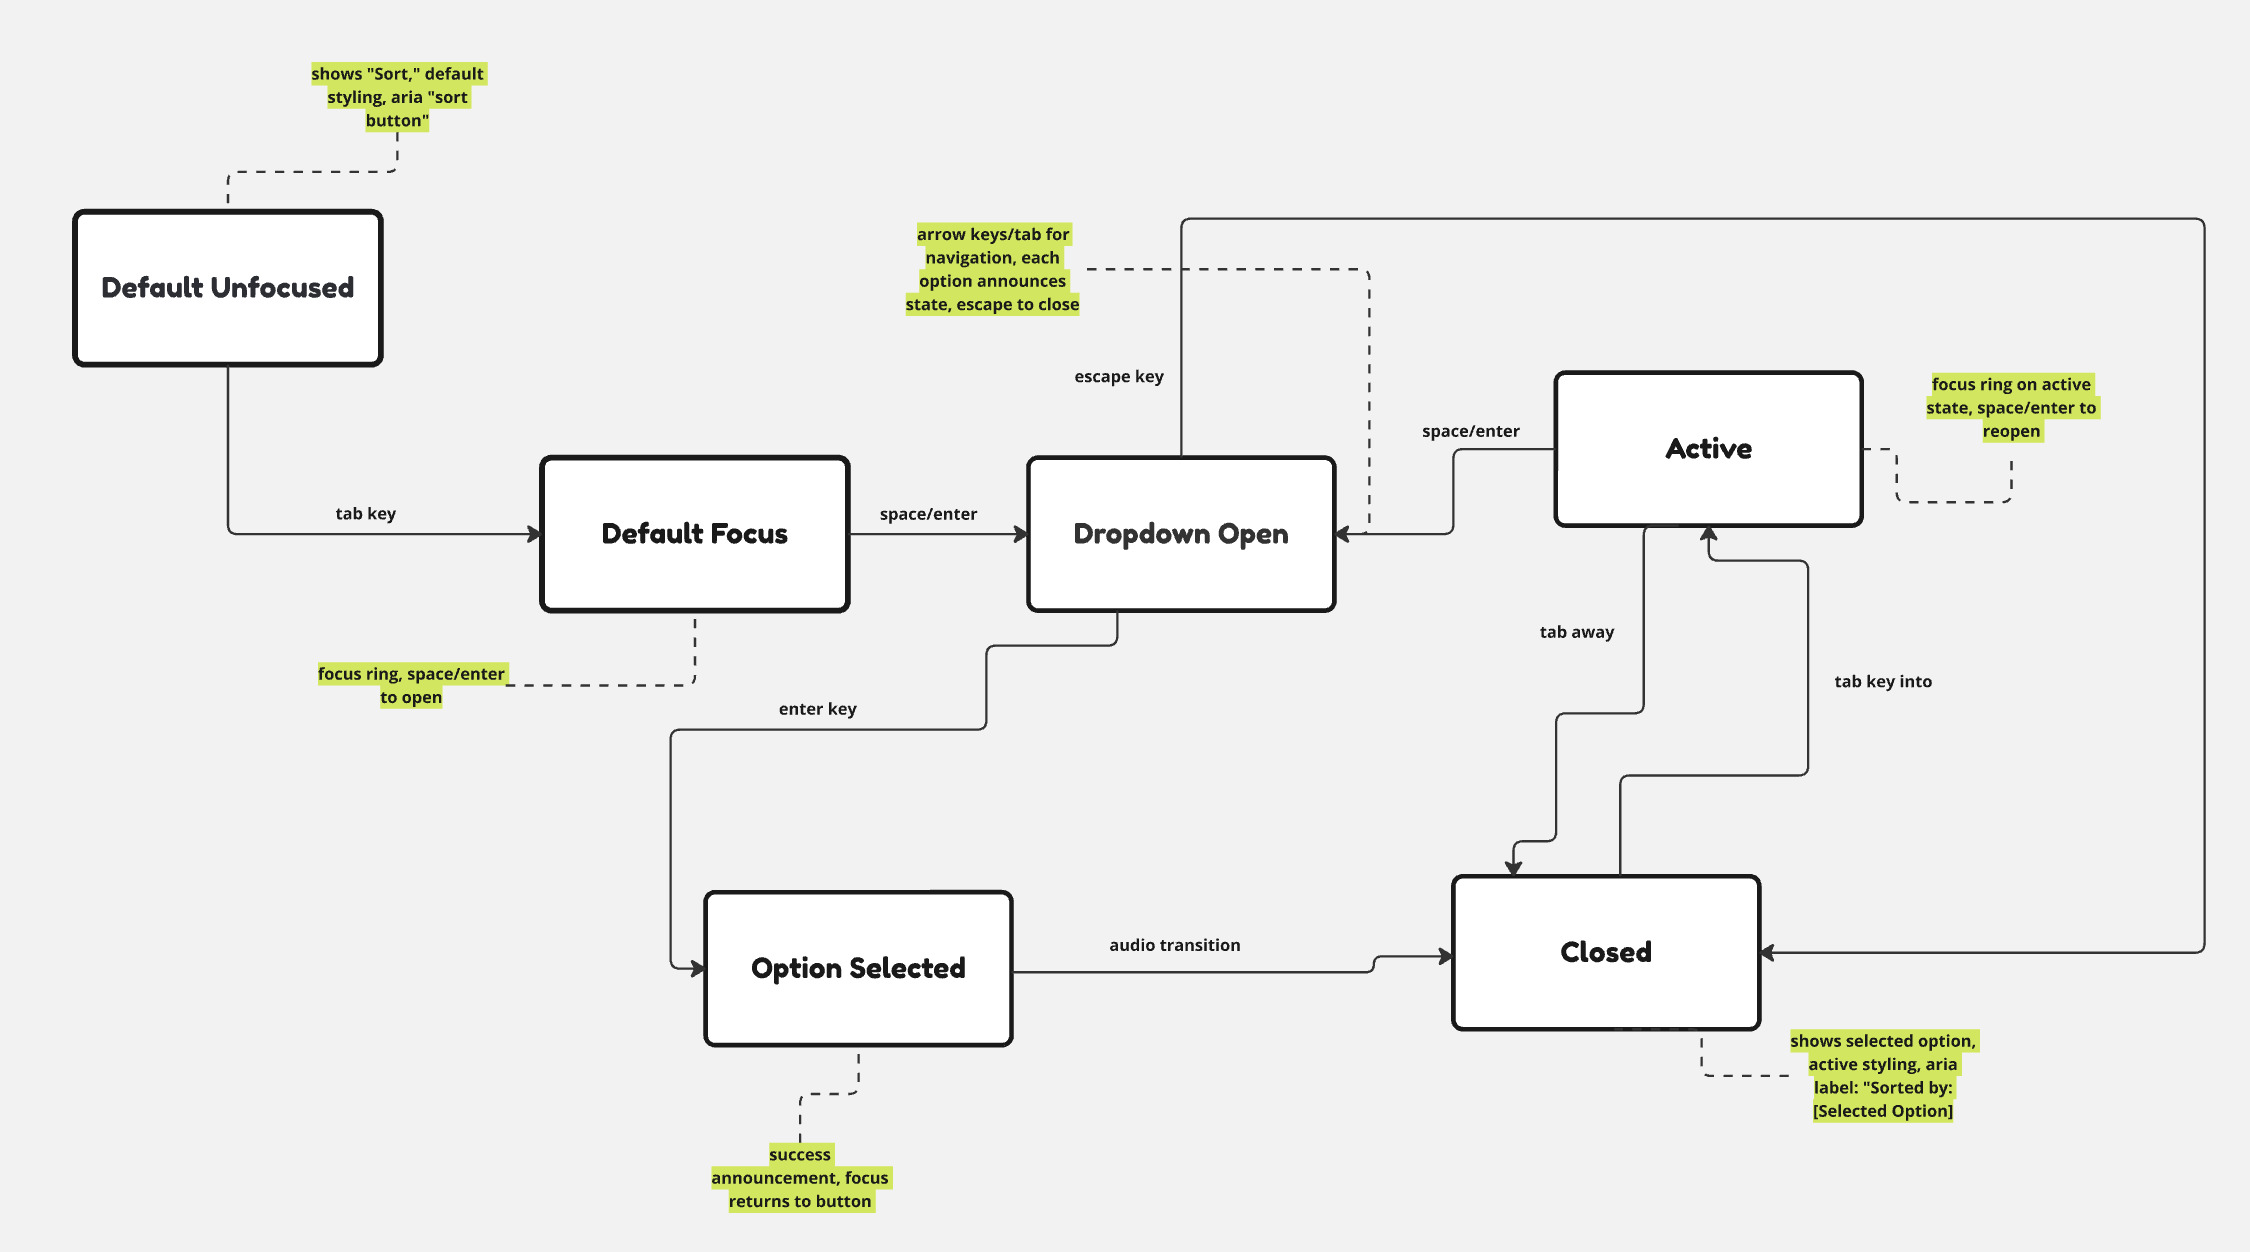 shows "Sort," default
styling, aria "sort
button"
Default Unfocused
arrow keys/tab for
navigation, each
option announces
state, escape to close
escape key
space/enter
Active
focus ring on active
state, space/enter to
reopen
tab key
Default Focus
space/enter
Dropdown Open
tab away
tab key into
focus ring, space/enter
to open
enter key
Option Selected
audio transition
Closed
shows selected option,
active styling, aria
label: "Sorted by:
[Selected Option]
success
announcement, focus
returns to button